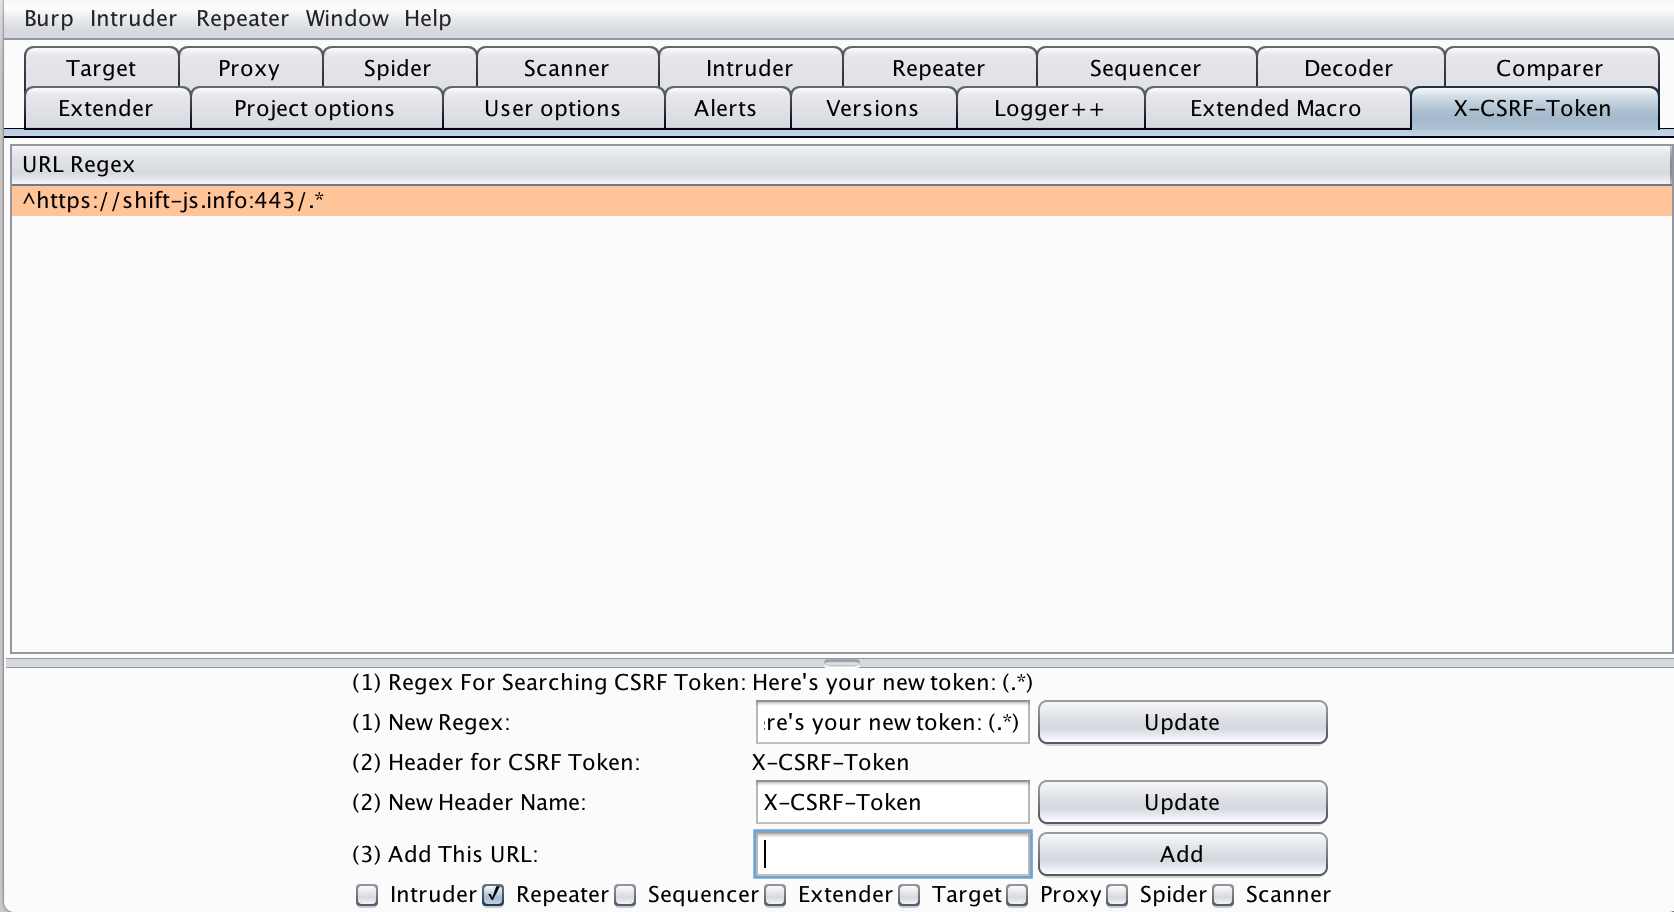 Burp Intruder Repeater Window Help
Target Proxy Spider Scanner Intruder Repeater Sequencer Decoder Comparer
Extender Project options User options Alerts Versions Logger++ Extended Macro X-CSRF-Token
URL Regex
^https://shift-js.info:443/.*
(1) Regex For Searching CSRF Token: Here's your new token: (.*)
(1) New Regex: re's your new token: (.*) Update
(2) Header for CSRF Token: X-CSRF-Token
(2) New Header Name: X-CSRF-Token Update
(3) Add This URL: Add
Intruder Repeater Sequencer Extender Target Proxy Spider Scanner